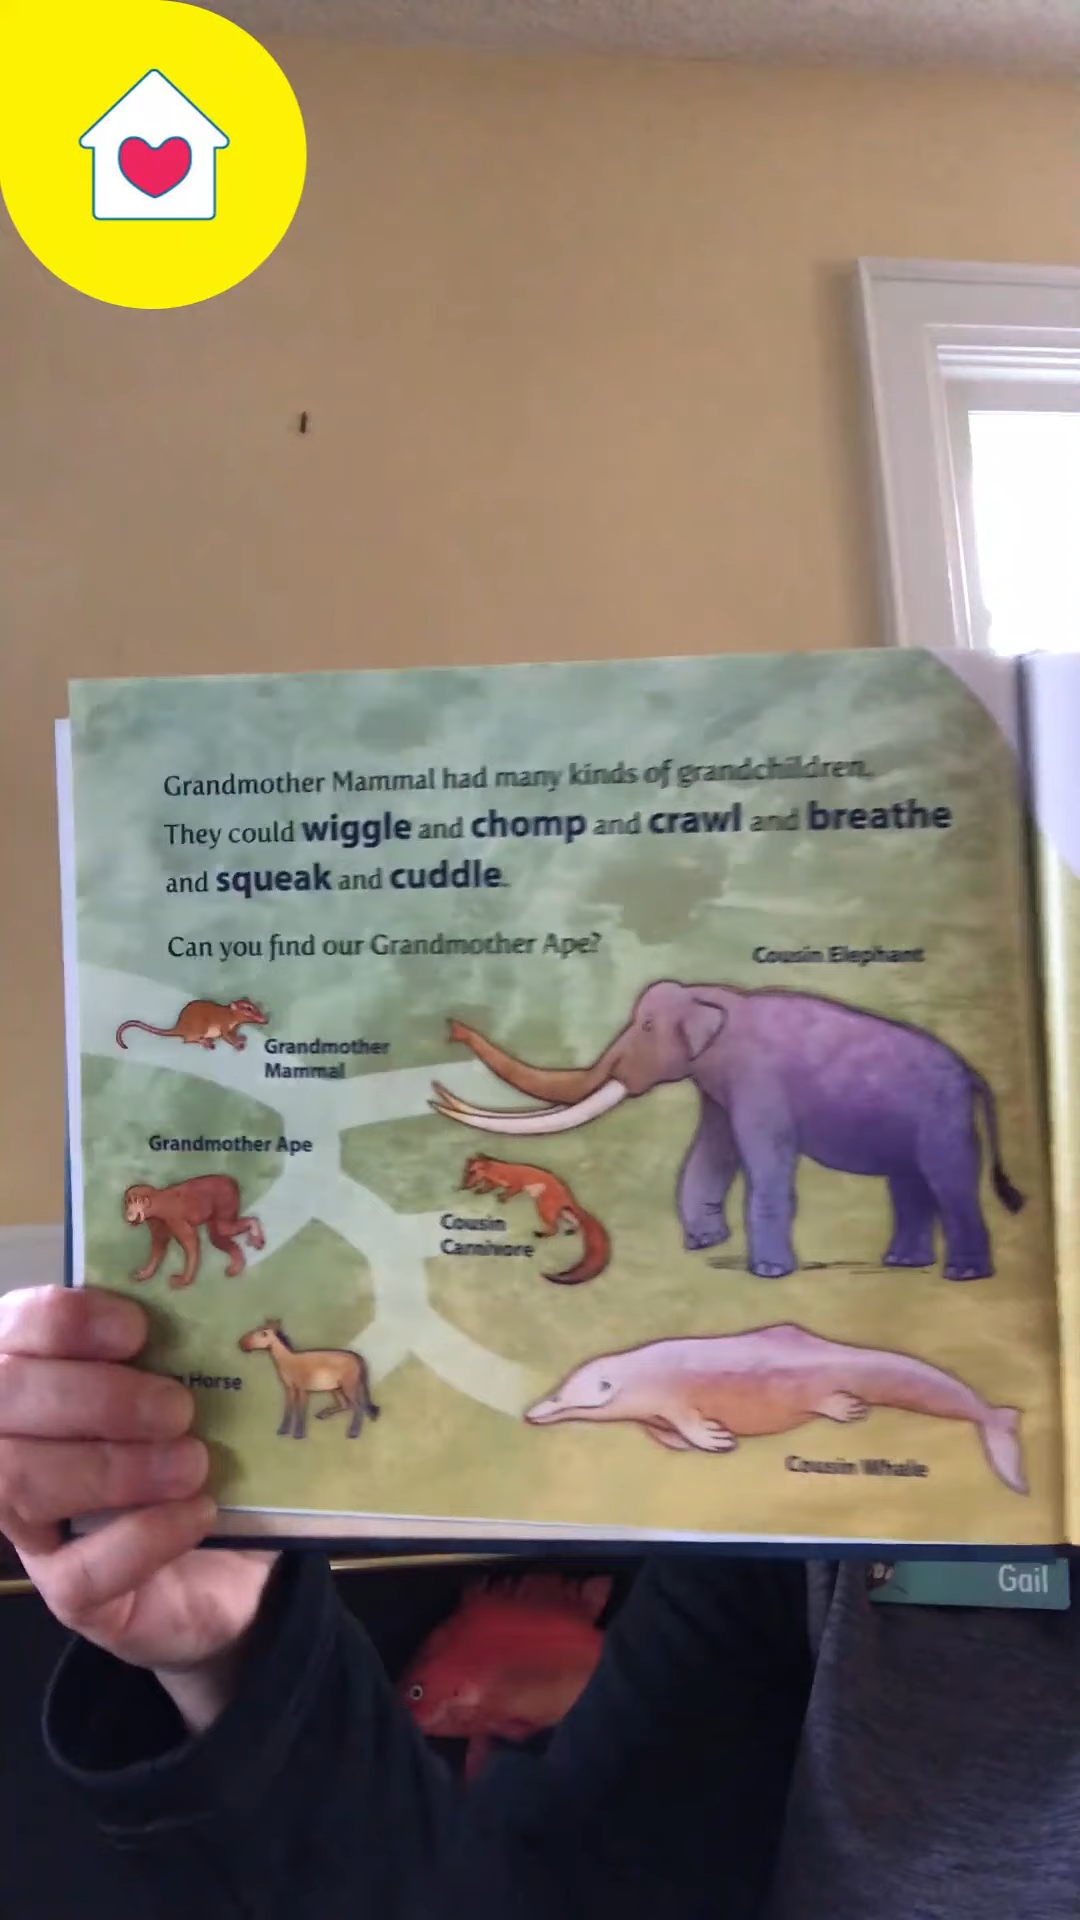 Grandmother Mammal had many kinds of grandchildren.
They could wiggle and chomp and crawl and breathe
and squeak and cuddle.
Can you find our Grandmother Ape?
Cousin Elephant
Grandmother
Mammal
Grandmother Ape
Cousin
Carnivore
Horse
Cousin Whale
Gail